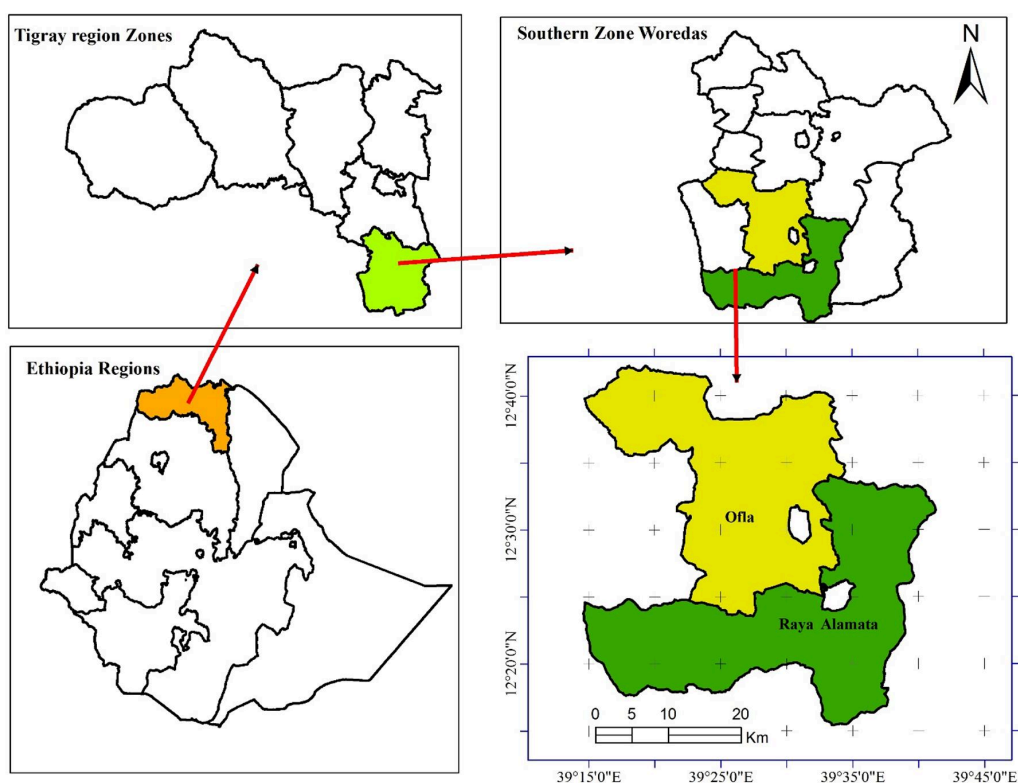 Tigray region Zones
Southern Zone Woredas
N
Ethiopia Regions
12°40'0"N
12°30'0"N
12°20'0"N
Ofla
Raya Alamata
0 5 10 20
Km
39°15'0"E 39°25'0"E 39°35'0"E 39°45'0"E